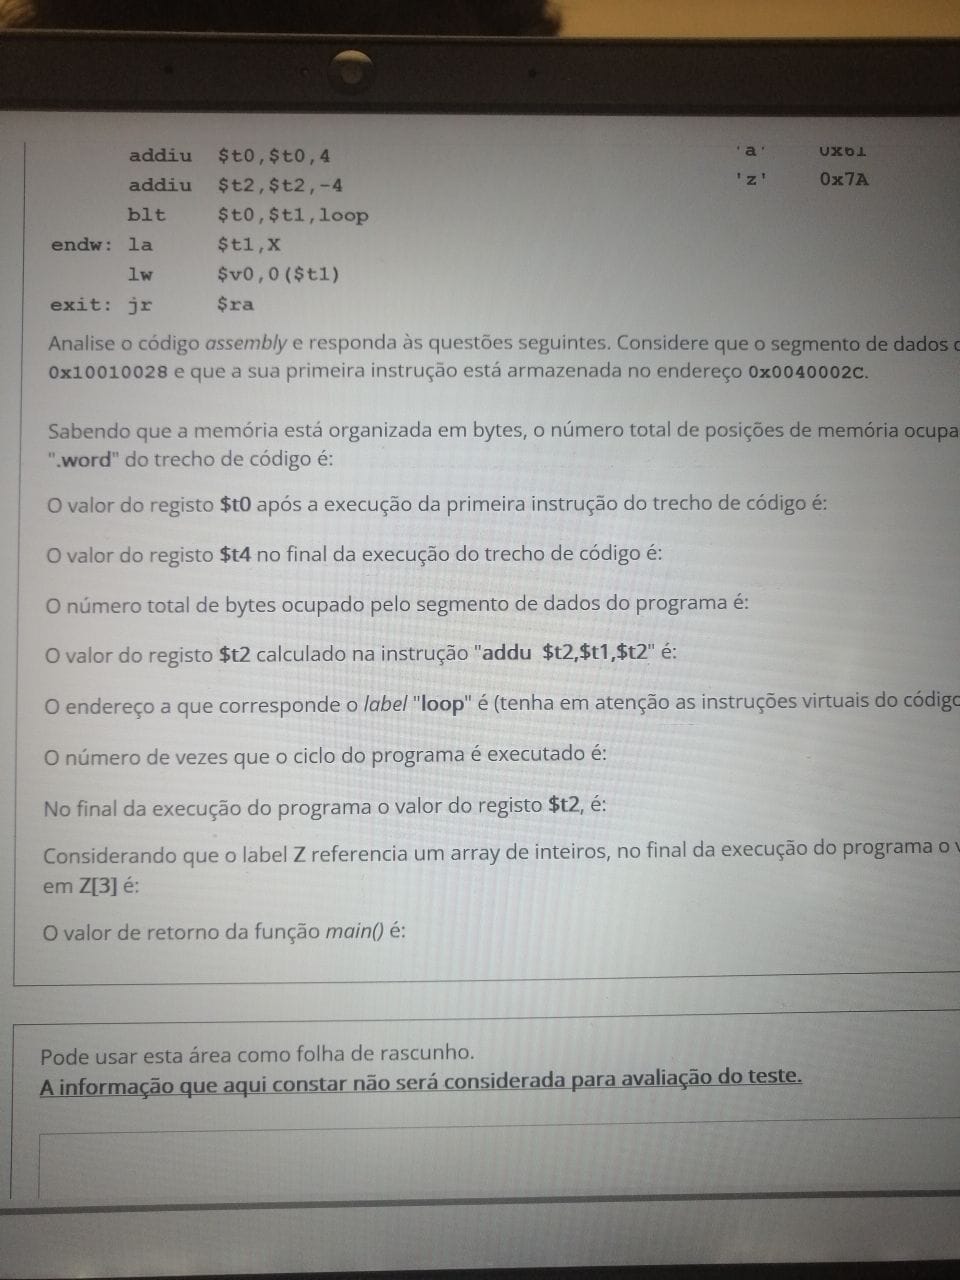 addiu $t0,$t0,4
addiu $t2,$t2,-4
blt $t0,$t1,loop
endw: la $t1,X
lw $v0,0($t1)
exit: jr $ra
'a' 0x61
'z' 0x7A
Analise o código assembly e responda às questões seguintes. Considere que o segmento de dados
0x10010028 e que a sua primeira instrução está armazenada no endereço 0x0040002C.
Sabendo que a memória está organizada em bytes, o número total de posições de memória ocupa
".word" do trecho de código é:
O valor do registo $t0 após a execução da primeira instrução do trecho de código é:
O valor do registo $t4 no final da execução do trecho de código é:
O número total de bytes ocupado pelo segmento de dados do programa é:
O valor do registo $t2 calculado na instrução "addu $t2,$t1,$t2" é:
O endereço a que corresponde o label "loop" é (tenha em atenção as instruções virtuais do código
O número de vezes que o ciclo do programa é executado é:
No final da execução do programa o valor do registo $t2, é:
Considerando que o label Z referencia um array de inteiros, no final da execução do programa o
em Z[3] é:
O valor de retorno da função main() é:
Pode usar esta área como folha de rascunho.
A informação que aqui constar não será considerada para avaliação do teste.